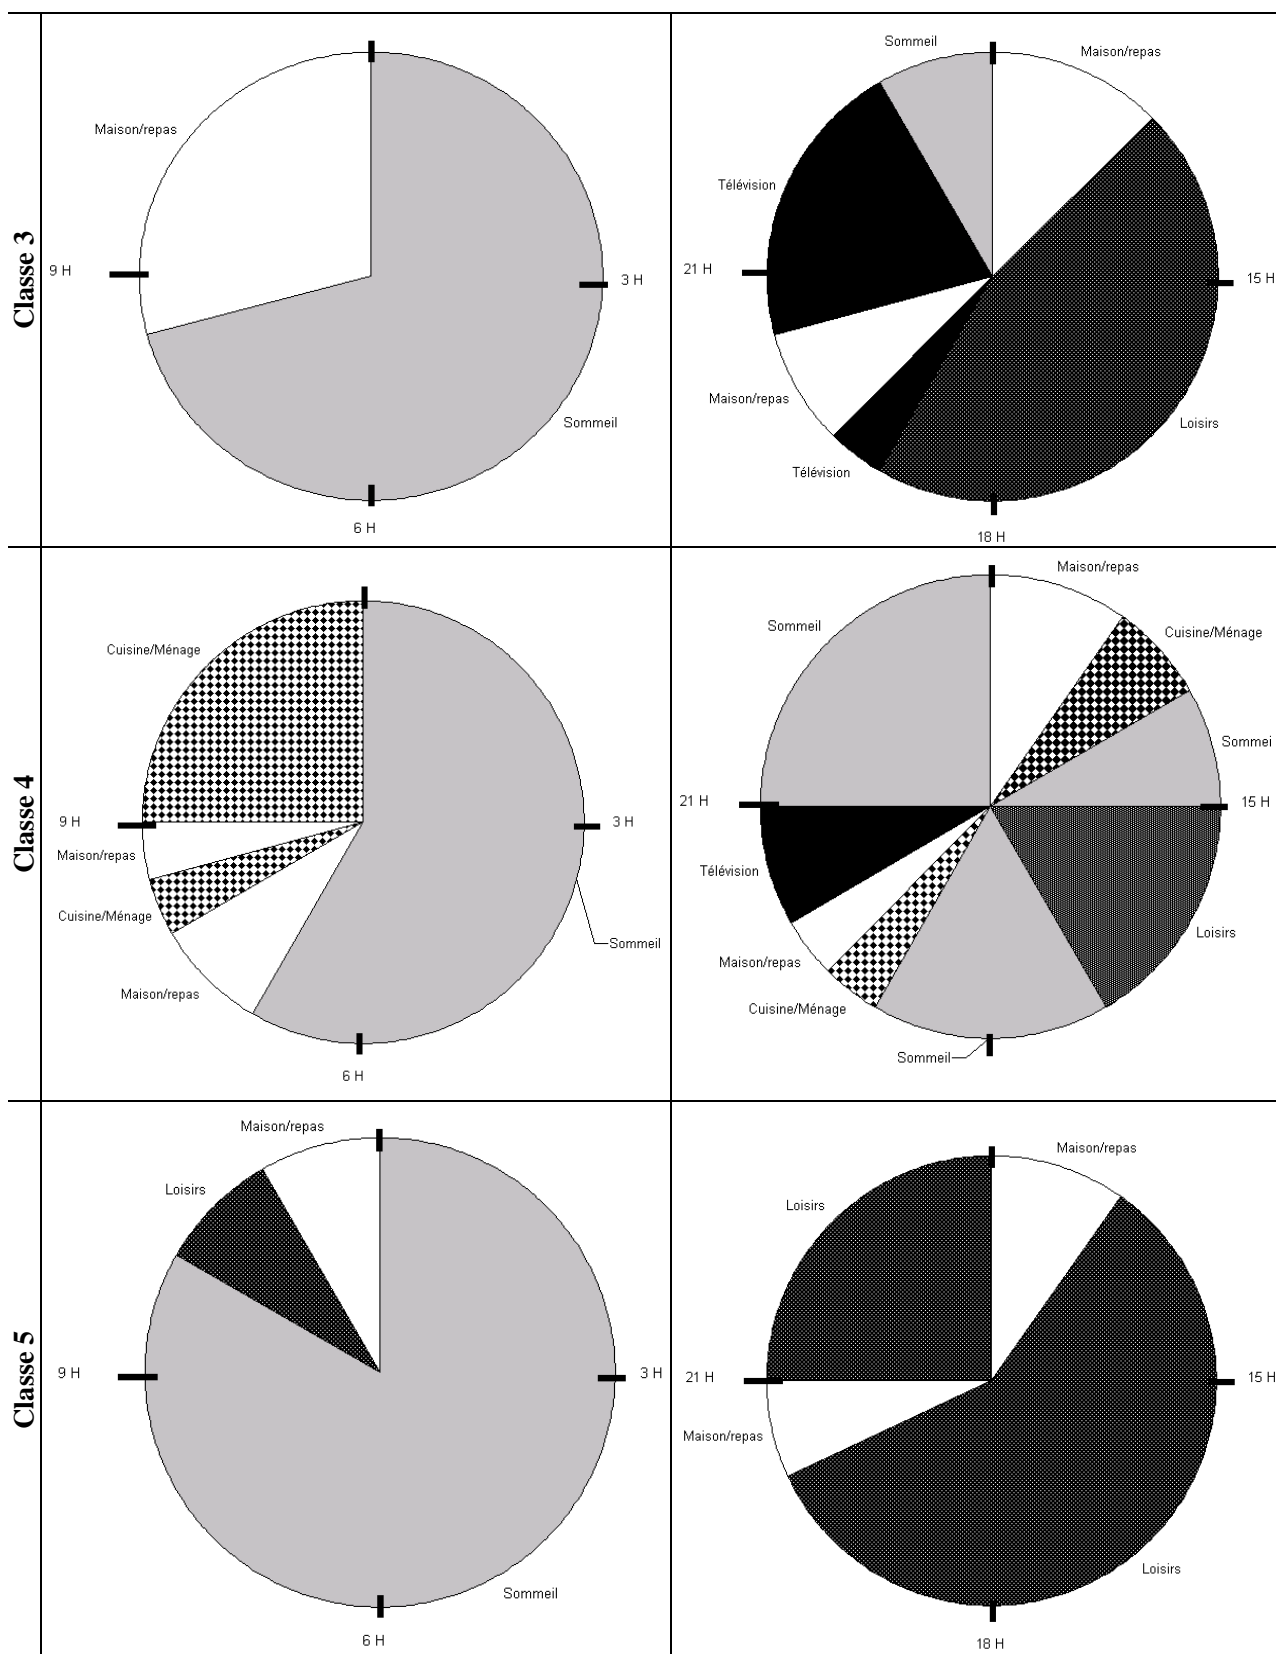 Classe 3
Maison/repas
9 H
3 H
Sommeil
6 H
Sommeil
Maison/repas
Télévision
21 H
15 H
Maison/repas
Loisirs
Télévision
18 H
Classe 4
Cuisine/Ménage
9 H
3 H
Maison/repas
Cuisine/Ménage
Sommeil
Maison/repas
6 H
Maison/repas
Sommeil
Cuisine/Ménage
Sommei
21 H
15 H
Télévision
Loisirs
Maison/repas
Cuisine/Ménage
Sommeil
Classe 5
Maison/repas
Loisirs
9 H
3 H
Sommeil
6 H
Maison/repas
Loisirs
21 H
15 H
Maison/repas
Loisirs
18 H